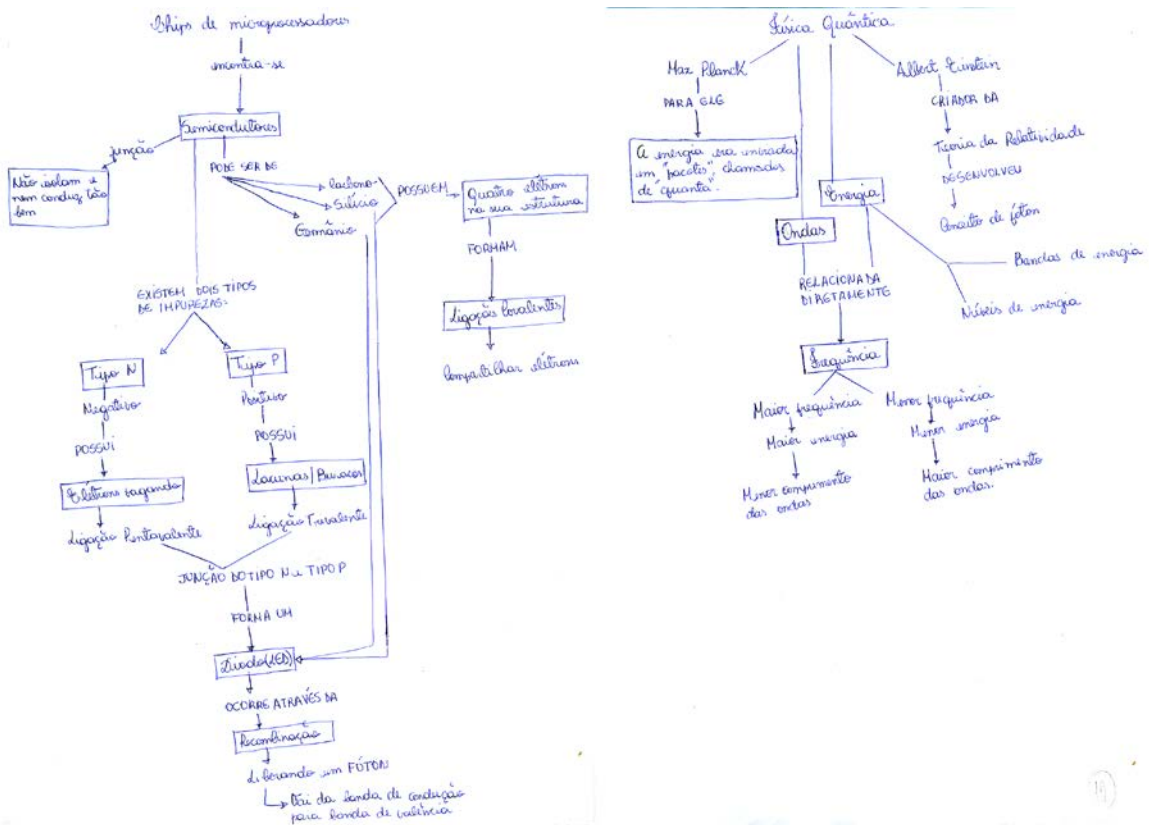 Chips de microprocessadores
encontra-se
Semicondutores
junção
Não isolam e
nem conduz tão
bem
PODE SER DE
Carbono
Silício
Germânio
POSSUEM
Quatro elétrons
na sua estrutura
FORMAM
Ligação Covalentes
Compartilhar elétrons
EXISTEM DOIS TIPOS
DE IMPUREZAS:
Tipo N
Negativo
POSSUI
Elétrons vagando
Ligação Pentavalente
Tipo P
Positivo
POSSUI
Lacunas/Buracos
Ligação Trivalente
JUNÇÃO DO TIPO N e TIPO P
FORMA UM
Diodo(LED)
OCORRE ATRAVÉS DA
Recombinação
Liberando um FÓTON
Vai da banda de condução
para banda de valência
Física Quântica
Max Planck
PARA ELE
A energia era enviada
em "pacotes", chamados
de "quanta".
Albert Einstein
CRIADOR DA
Teoria da Relatividade
DESENVOLVEU
Conceito de fóton
Energia
Bandas de energia
Níveis de energia
Ondas
RELACIONADA
DIRETAMENTE
Frequência
Maior frequência
Maior energia
Menor comprimento
das ondas
Menor frequência
Menor energia
Maior comprimento
das ondas.